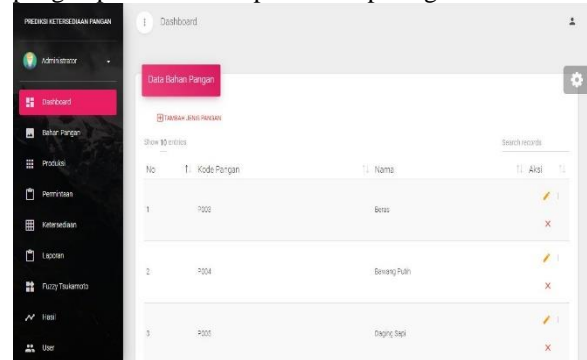 PREDIKSI KETERSEDIAAN PANGAN
Dashboard
Administrator
Data Bahan Pangan
Dashboard
TAMBAH JENIS PANGAN
Bahan Pangan
Show 10 entries
Search records
Produksi
No Kode Pangan Nama Aksi
Permintaan
1 P003 Beras
Ketersediaan
Laporan
2 P004 Bawang Putih
Fuzzy Tsukamoto
Hasil
3 P005 Daging Sapi
User